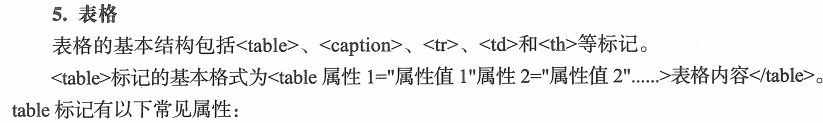 5. 表格
表格的基本结构包括<table>、<caption>、<tr>、<td>和<th>等标记。
<table>标记的基本格式为<table 属性 1="属性值 1"属性 2="属性值 2"......>表格内容</table>。
table 标记有以下常见属性：